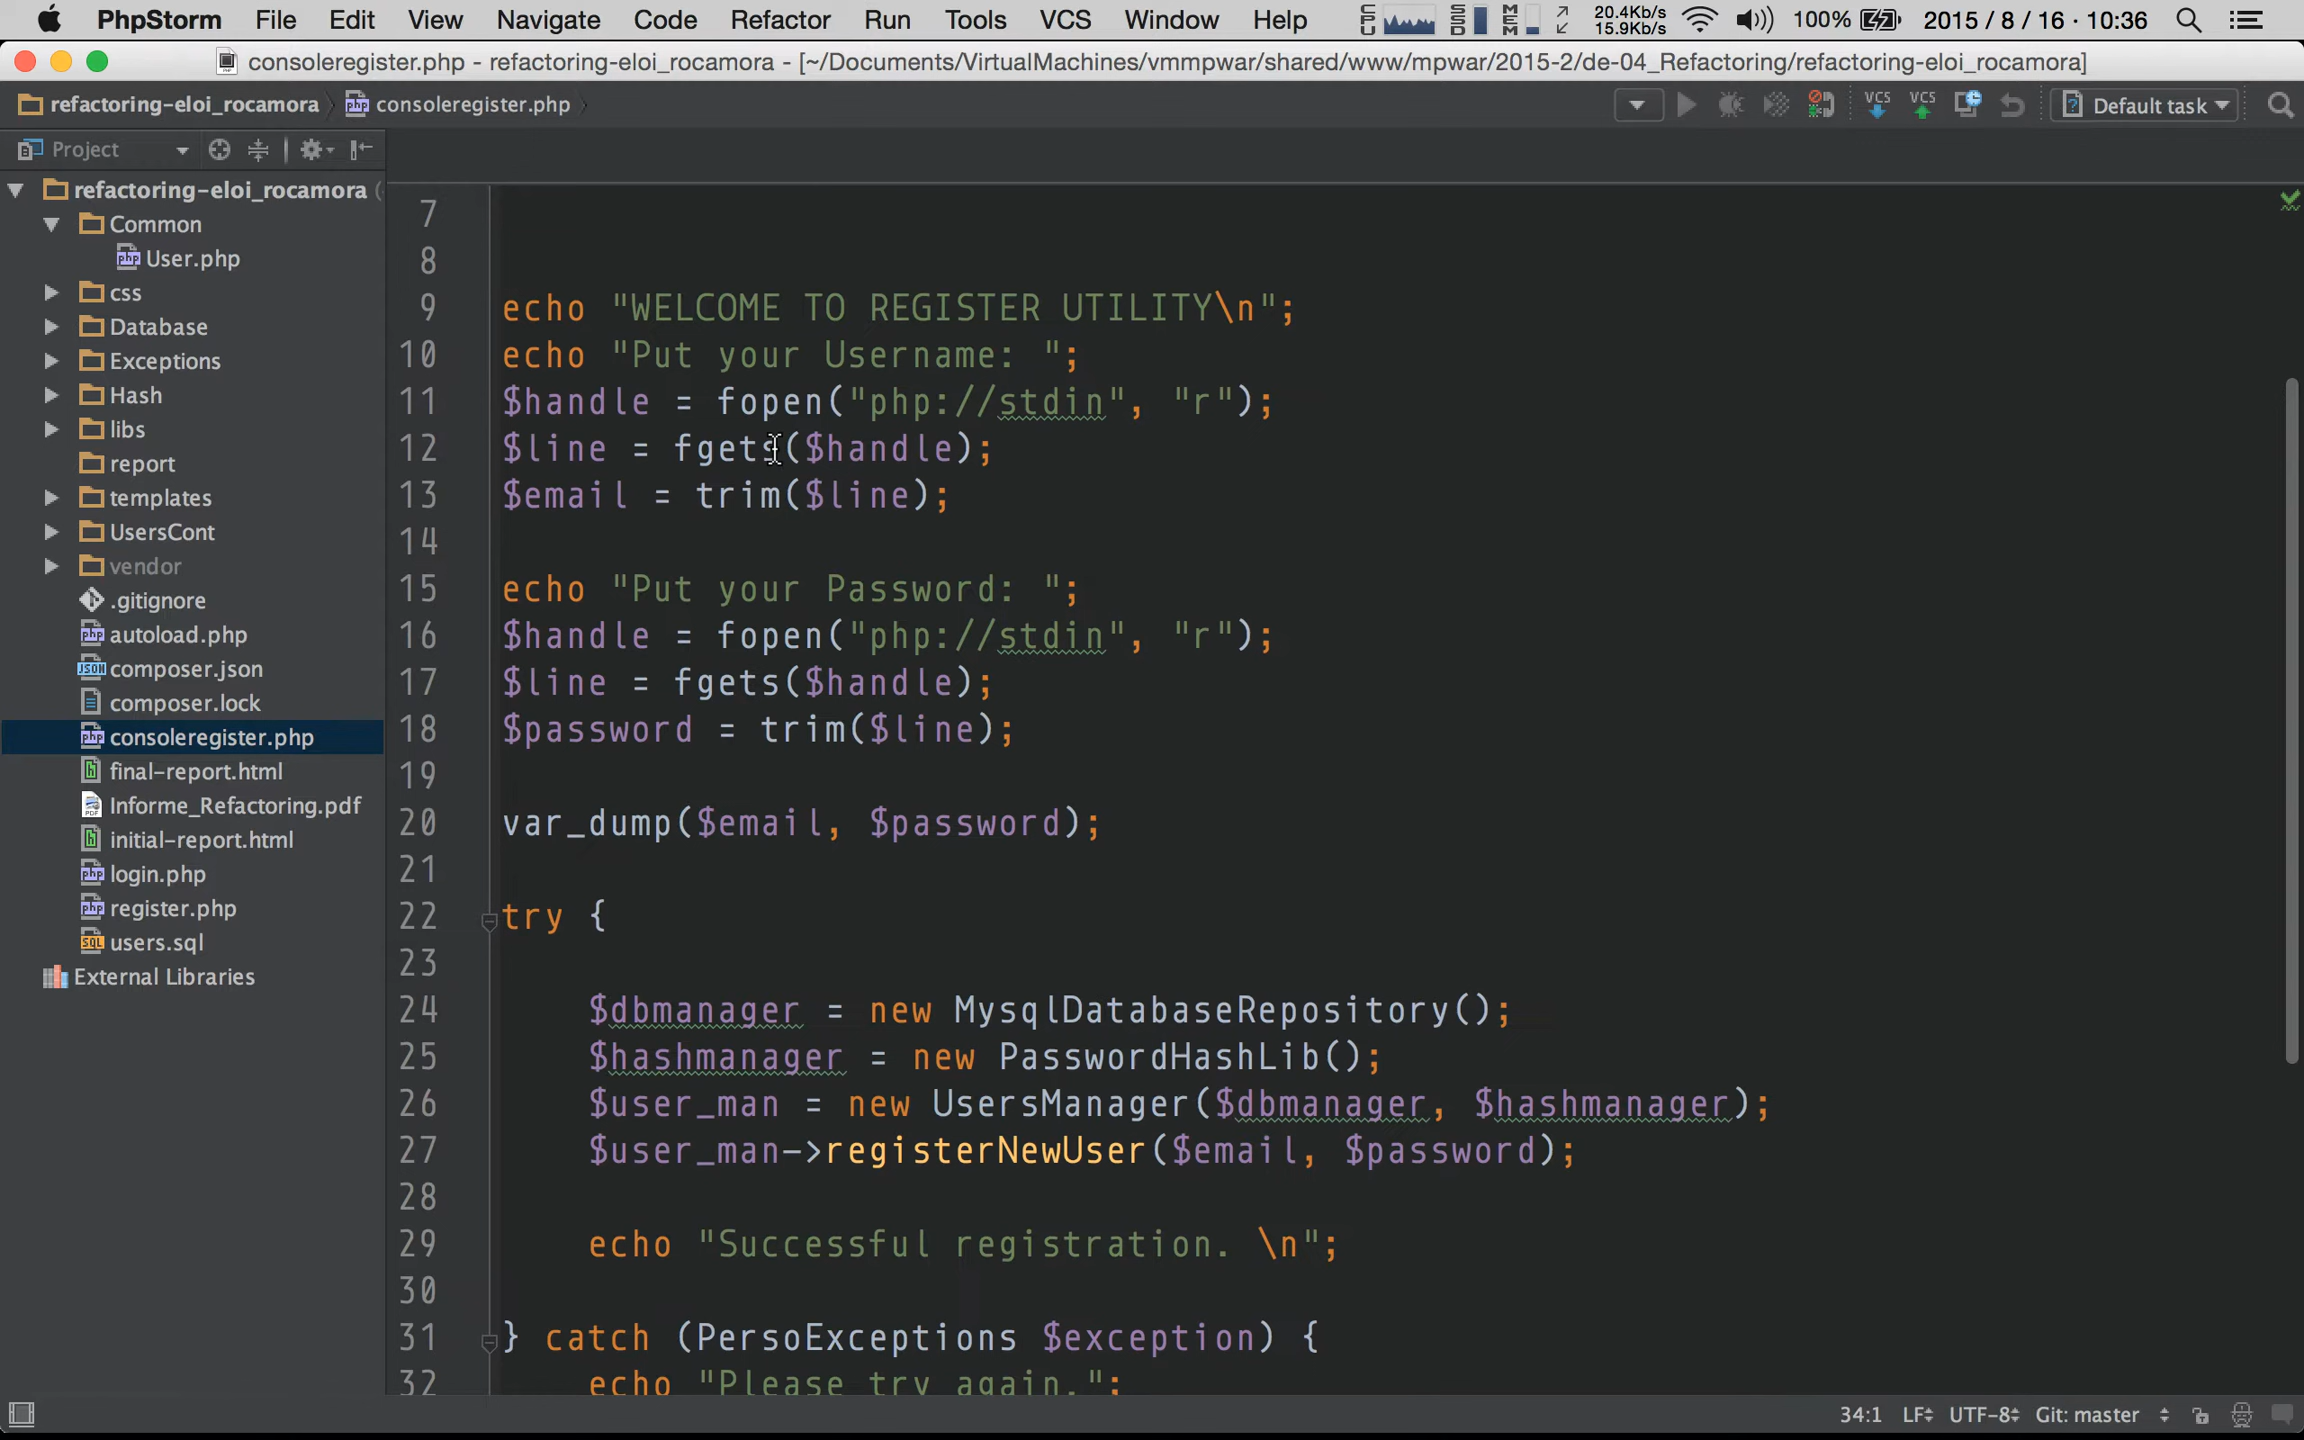 PhpStorm File Edit View Navigate Code Refactor Run Tools VCS Window Help CPU SSD MEM 20.4Kb/s 15.9Kb/s 100% 2015 / 8 / 16 · 10:36
consoleregister.php - refactoring-eloi_rocamora - [~/Documents/VirtualMachines/vmmpwar/shared/www/mpwar/2015-2/de-04_Refactoring/refactoring-eloi_rocamora]
refactoring-eloi_rocamora consoleregister.php VCS VCS Default task
Project
refactoring-eloi_rocamora (
Common
User.php
css
Database
Exceptions
Hash
libs
report
templates
UsersCont
vendor
.gitignore
autoload.php
composer.json
composer.lock
consoleregister.php
final-report.html
Informe_Refactoring.pdf
initial-report.html
login.php
register.php
users.sql
External Libraries
7
8
9 echo "WELCOME TO REGISTER UTILITY\n";
10 echo "Put your Username: ";
11 $handle = fopen("php://stdin", "r");
12 $line = fgets($handle);
13 $email = trim($line);
14
15 echo "Put your Password: ";
16 $handle = fopen("php://stdin", "r");
17 $line = fgets($handle);
18 $password = trim($line);
19
20 var_dump($email, $password);
21
22 try {
23
24 $dbmanager = new MysqlDatabaseRepository();
25 $hashmanager = new PasswordHashLib();
26 $user_man = new UsersManager($dbmanager, $hashmanager);
27 $user_man->registerNewUser($email, $password);
28
29 echo "Successful registration. \n";
30
31 } catch (PersoExceptions $exception) {
32 echo "Please try again.";
34:1 LF UTF-8 Git: master